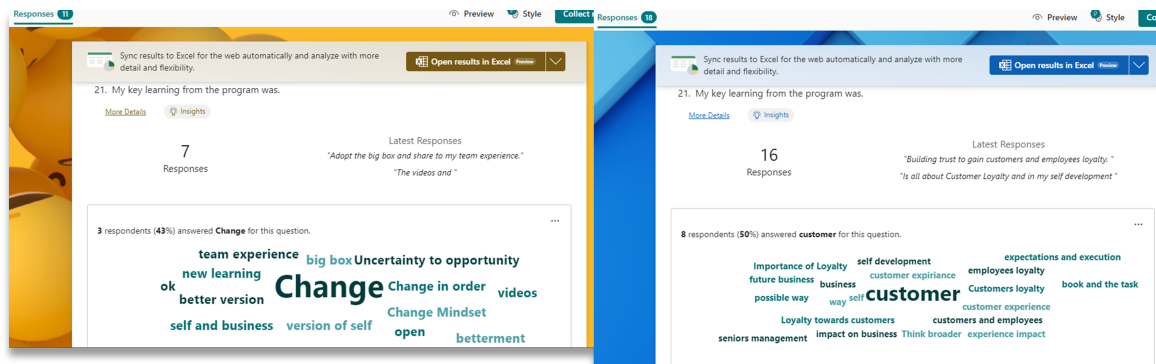 Responses 11
Preview
Style
Collect
Sync results to Excel for the web automatically and analyze with more
detail and flexibility.
Open results in Excel Preview
21. My key learning from the program was.
More Details
Insights
7
Responses
Latest Responses
"Adopt the big box and share to my team experience."
"The videos and "
3 respondents (43%) answered Change for this question.
team experience
big box
Uncertainty to opportunity
new learning
ok
Change
Change in order
better version
videos
Change Mindset
self and business
version of self
open
betterment
Responses 18
Preview
Style
Co
Sync results to Excel for the web automatically and analyze with more
detail and flexibility.
Open results in Excel Preview
21. My key learning from the program was.
More Details
Insights
16
Responses
Latest Responses
"Building trust to gain customers and employees loyalty. "
"Is all about Customer Loyalty and in my self development "
8 respondents (50%) answered customer for this question.
expectations and execution
self development
Importance of Loyalty
employees loyalty
customer expiriance
future business
business
book and the task
Customers loyalty
customer
possible way
way
self
customer experience
Loyalty towards customers
customers and employees
seniors management
impact on business
Think broader
experience impact